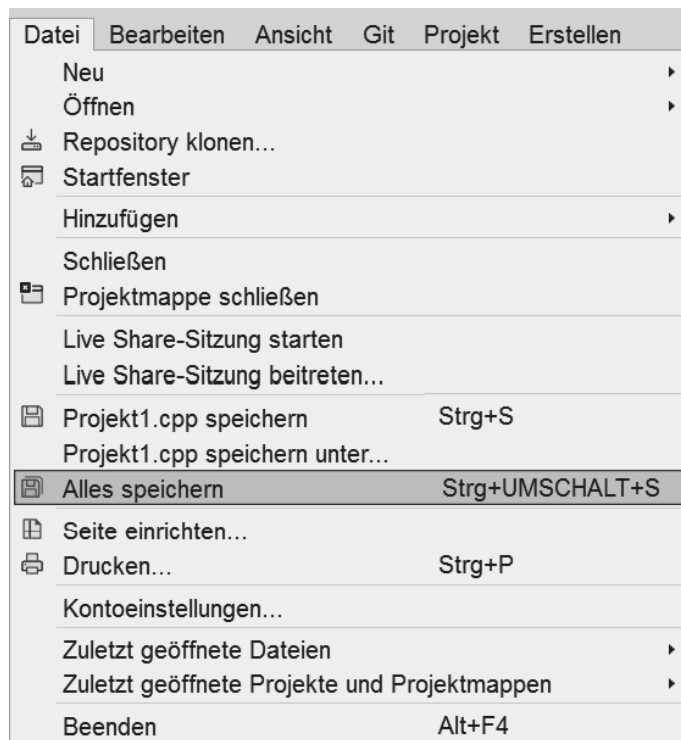 Datei Bearbeiten Ansicht Git Projekt Erstellen
Neu
Öffnen
Repository klonen...
Startfenster
Hinzufügen
Schließen
Projektmappe schließen
Live Share-Sitzung starten
Live Share-Sitzung beitreten...
Projekt1.cpp speichern Strg+S
Projekt1.cpp speichern unter...
Alles speichern Strg+UMSCHALT+S
Seite einrichten...
Drucken... Strg+P
Kontoeinstellungen...
Zuletzt geöffnete Dateien
Zuletzt geöffnete Projekte und Projektmappen
Beenden Alt+F4